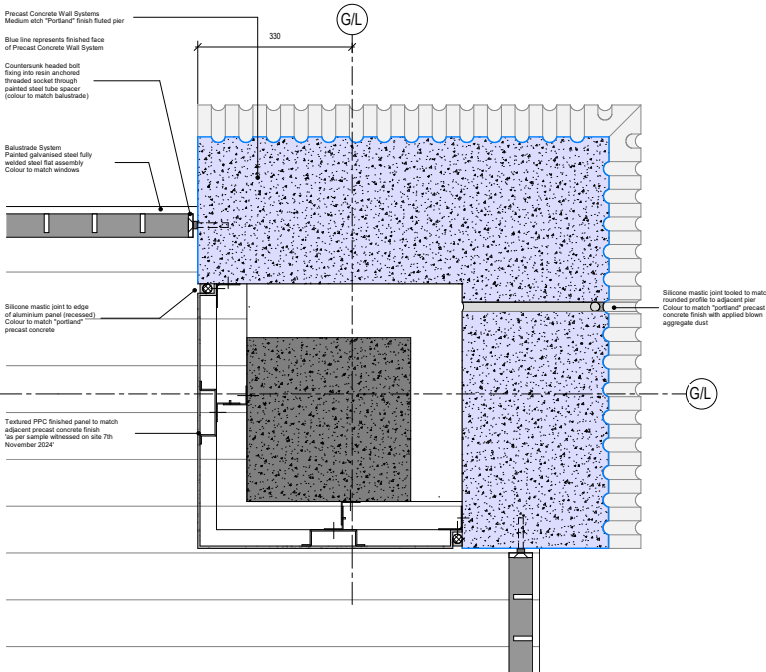 Precast Concrete Wall Systems
Medium etch "Portland" finish fluted pier
Blue line represents finished face
of Precast Concrete Wall System
Countersunk headed bolt
fixing into resin anchored
threaded socket through
painted steel tube spacer
(colour to match balustrade)
Balustrade System
Painted galvanised steel fully
welded steel flat assembly
Colour to match windows
Silicone mastic joint to edge
of aluminium panel (recessed)
Colour to match "portland"
precast concrete
Textured PPC finished panel to match
adjacent precast concrete finish
'as per sample witnessed on site 7th
November 2024'
330
G/L
G/L
Silicone mastic joint tooled to matc
rounded profile to adjacent pier
Colour to match "portland" precast
concrete finish with applied blown
aggregate dust